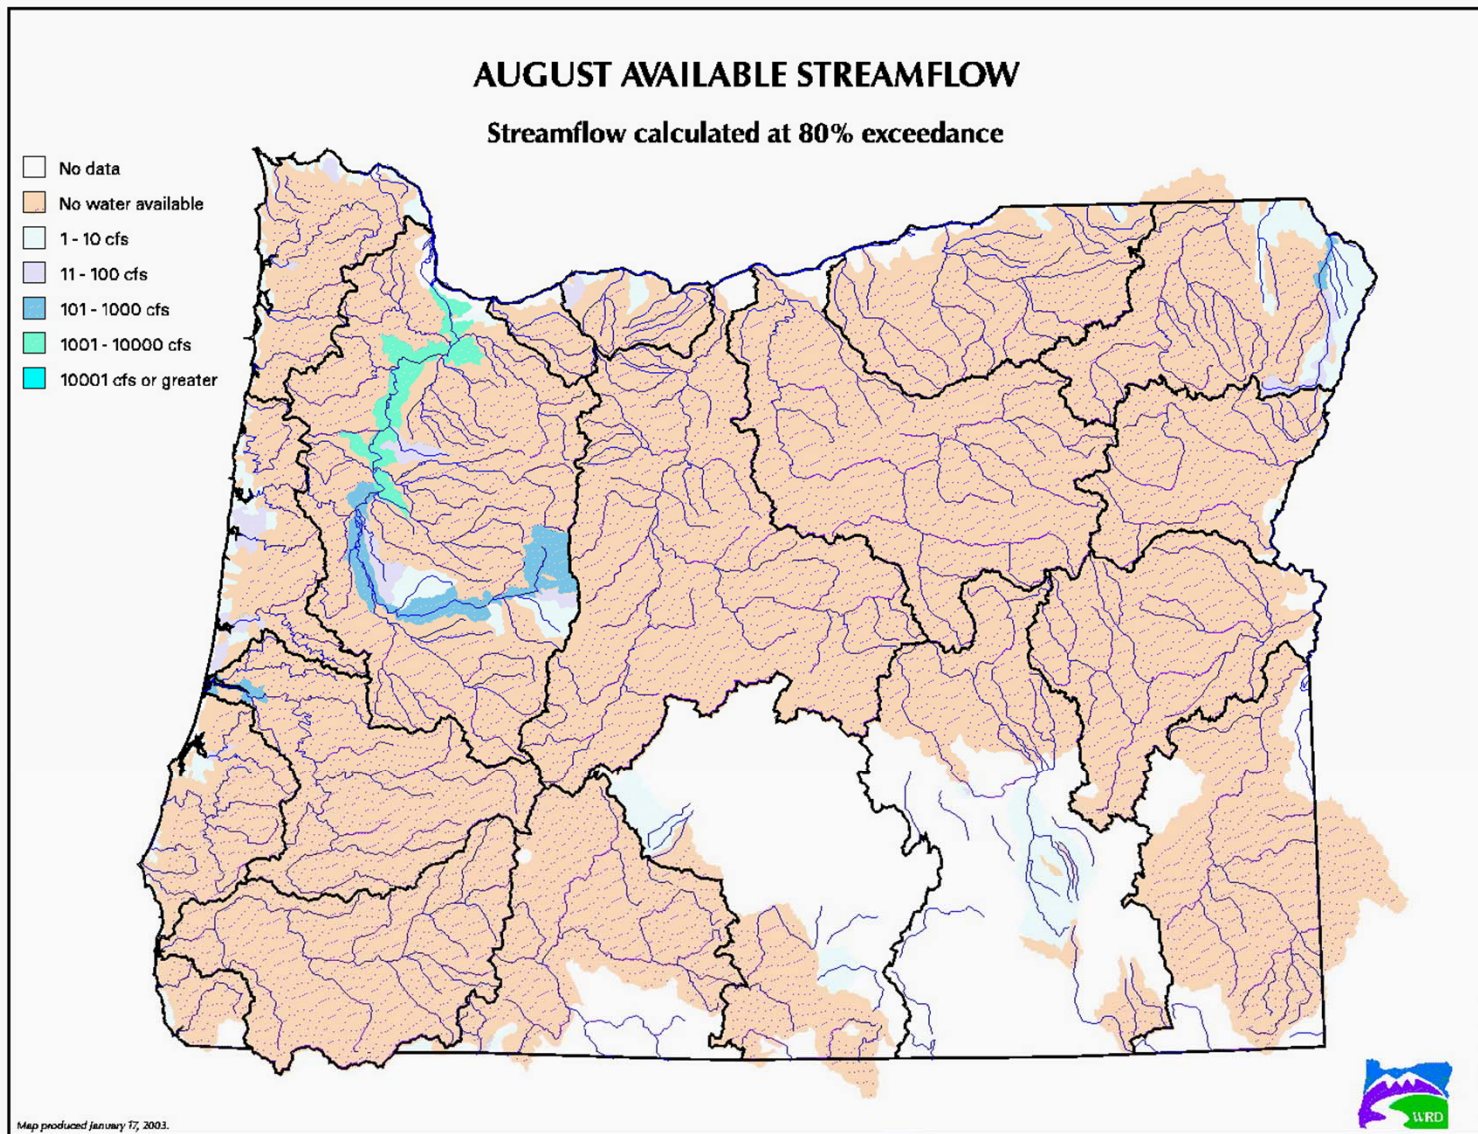 AUGUST AVAILABLE STREAMFLOW
Streamflow calculated at 80% exceedance
No data
No water available
1 - 10 cfs
11 - 100 cfs
101 - 1000 cfs
1001 - 10000 cfs
10001 cfs or greater
WRD
Map produced January 17, 2003.